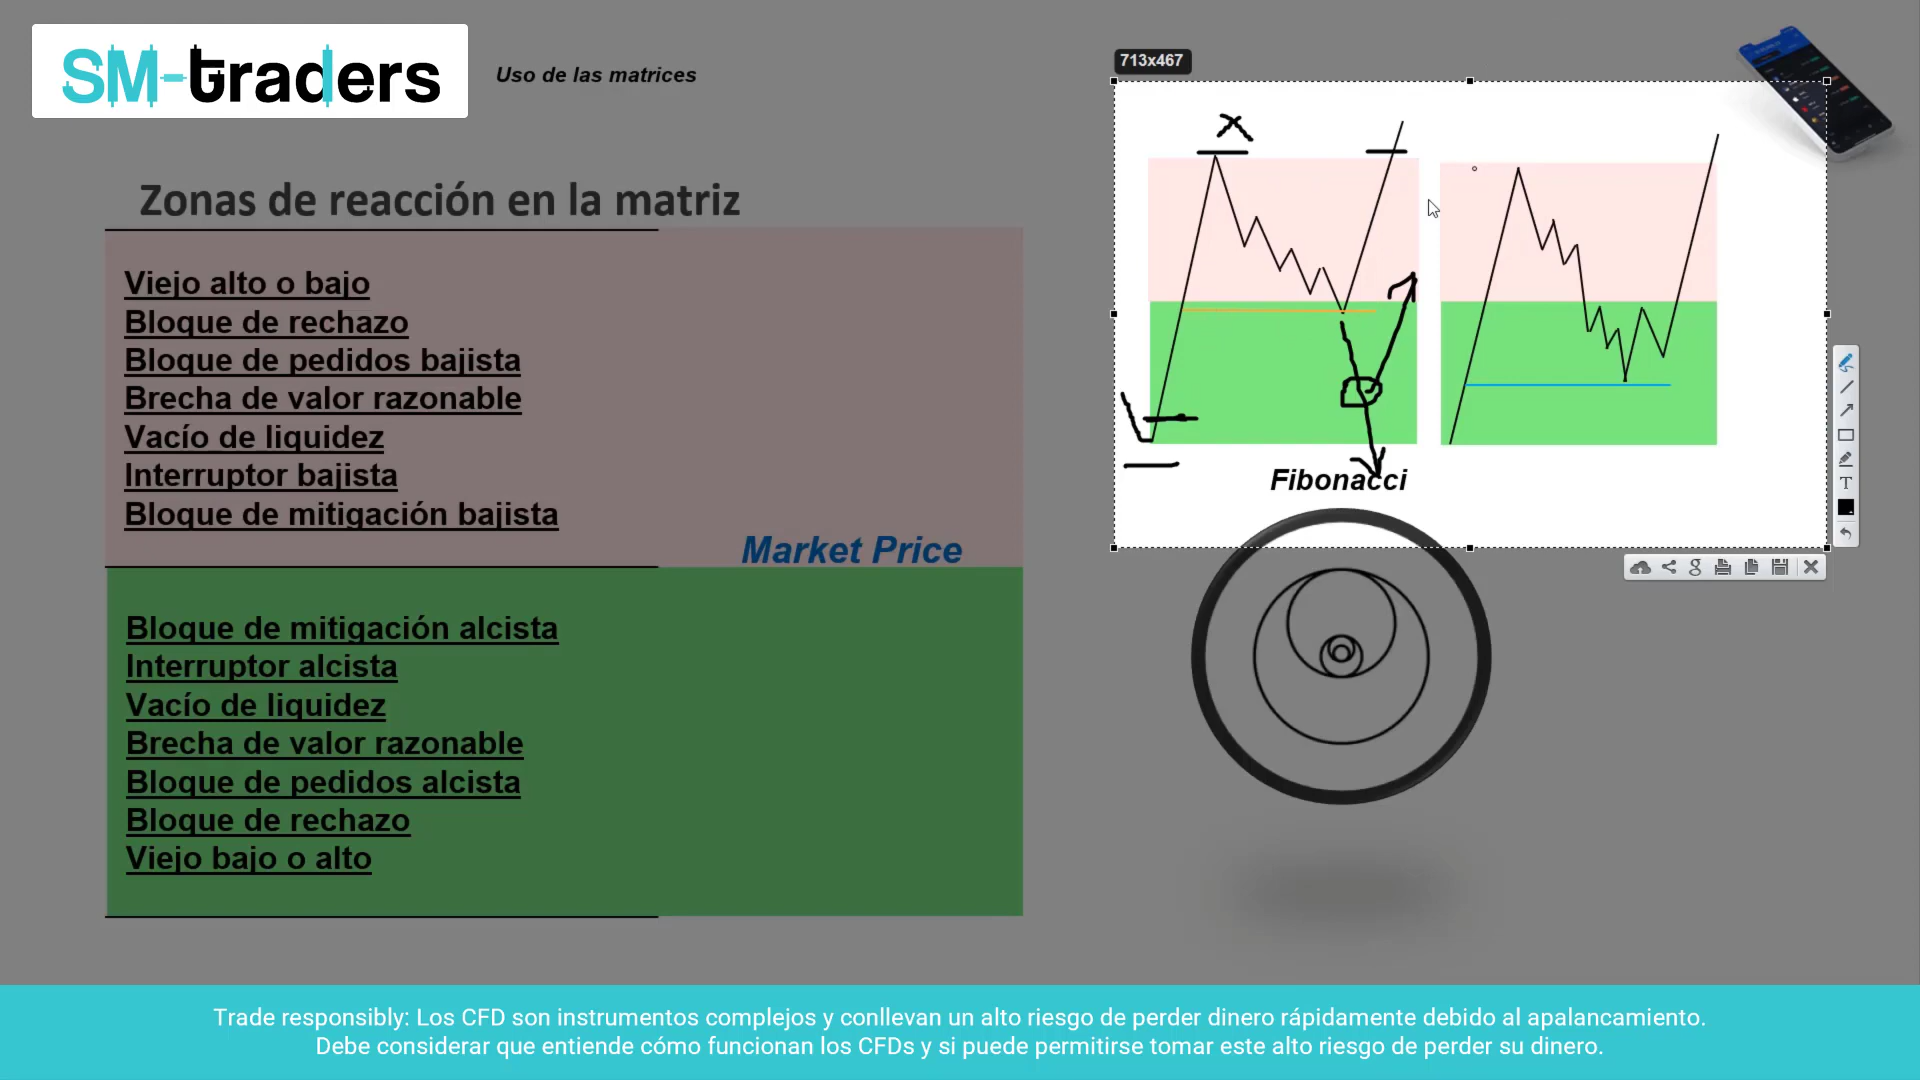 SM-traders
Uso de las matrices
713x467
Zonas de reacción en la matriz
Viejo alto o bajo
Bloque de rechazo
Bloque de pedidos bajista
Brecha de valor razonable
Vacío de liquidez
Interruptor bajista
Bloque de mitigación bajista
Market Price
Bloque de mitigación alcista
Interruptor alcista
Vacío de liquidez
Brecha de valor razonable
Bloque de pedidos alcista
Bloque de rechazo
Viejo bajo o alto
X
Fibonacci
T
g
Trade responsibly: Los CFD son instrumentos complejos y conllevan un alto riesgo de perder dinero rápidamente debido al apalancamiento.
Debe considerar que entiende cómo funcionan los CFDs y si puede permitirse tomar este alto riesgo de perder su dinero.